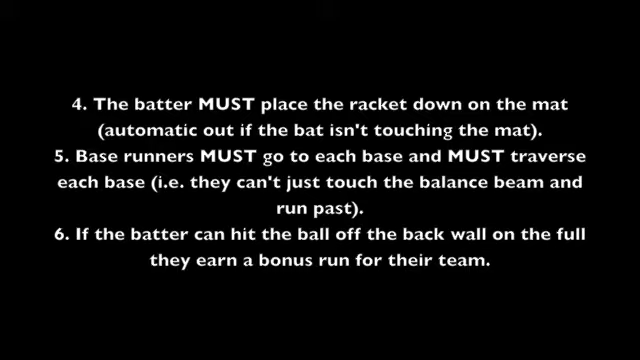 4. The batter MUST place the racket down on the mat
(automatic out if the bat isn't touching the mat).
5. Base runners MUST go to each base and MUST traverse
each base (i.e. they can't just touch the balance beam and
run past).
6. If the batter can hit the ball off the back wall on the full
they earn a bonus run for their team.